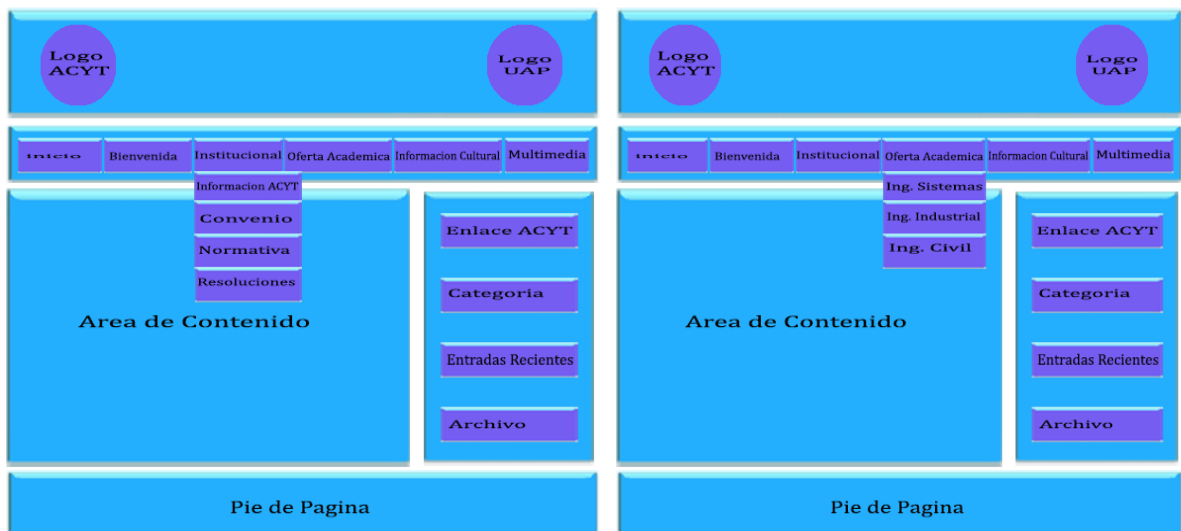 Logo
ACYT
Logo
UAP
inicio Bienvenida Institucional Oferta Academica Informacion Cultural Multimedia
Informacion ACYT
Convenio
Normativa
Resoluciones
Area de Contenido
Enlace ACYT
Categoria
Entradas Recientes
Archivo
Pie de Pagina
Logo
ACYT
Logo
UAP
inicio Bienvenida Institucional Oferta Academica Informacion Cultural Multimedia
Ing. Sistemas
Ing. Industrial
Ing. Civil
Area de Contenido
Enlace ACYT
Categoria
Entradas Recientes
Archivo
Pie de Pagina